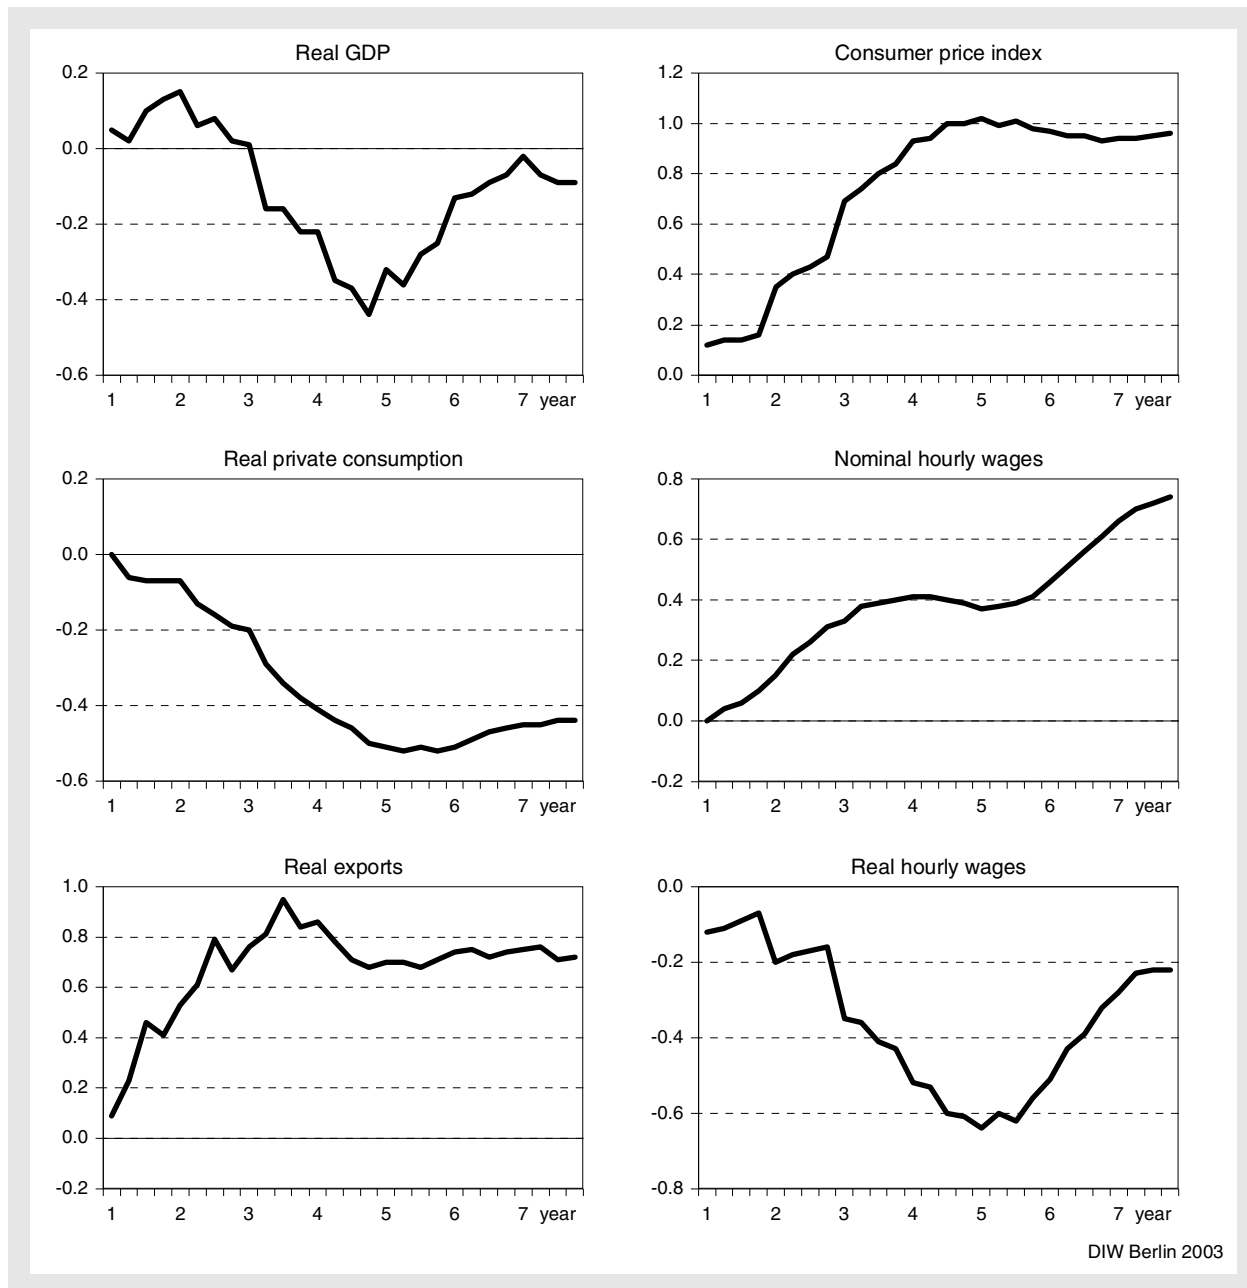 Real GDP
0.2
0.0
-0.2
-0.4
-0.6
1 2 3 4 5 6 7 year
Consumer price index
1.2
1.0
0.8
0.6
0.4
0.2
0.0
1 2 3 4 5 6 7 year
Real private consumption
0.2
0.0
-0.2
-0.4
-0.6
1 2 3 4 5 6 7 year
Nominal hourly wages
0.8
0.6
0.4
0.2
0.0
-0.2
1 2 3 4 5 6 7 year
Real exports
1.0
0.8
0.6
0.4
0.2
0.0
-0.2
1 2 3 4 5 6 7 year
Real hourly wages
0.0
-0.2
-0.4
-0.6
-0.8
1 2 3 4 5 6 7 year
DIW Berlin 2003